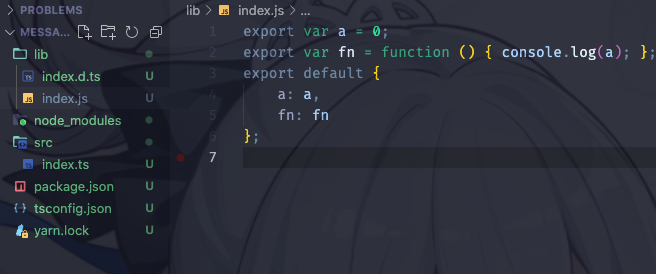 PROBLEMS
MESSA...
lib
index.d.ts U
index.js U
node_modules
src
index.ts U
package.json U
tsconfig.json U
yarn.lock U
lib > JS index.js > ...
1 export var a = 0;
2 export var fn = function () { console.log(a); };
3 export default {
4 a: a,
5 fn: fn
6 };
7